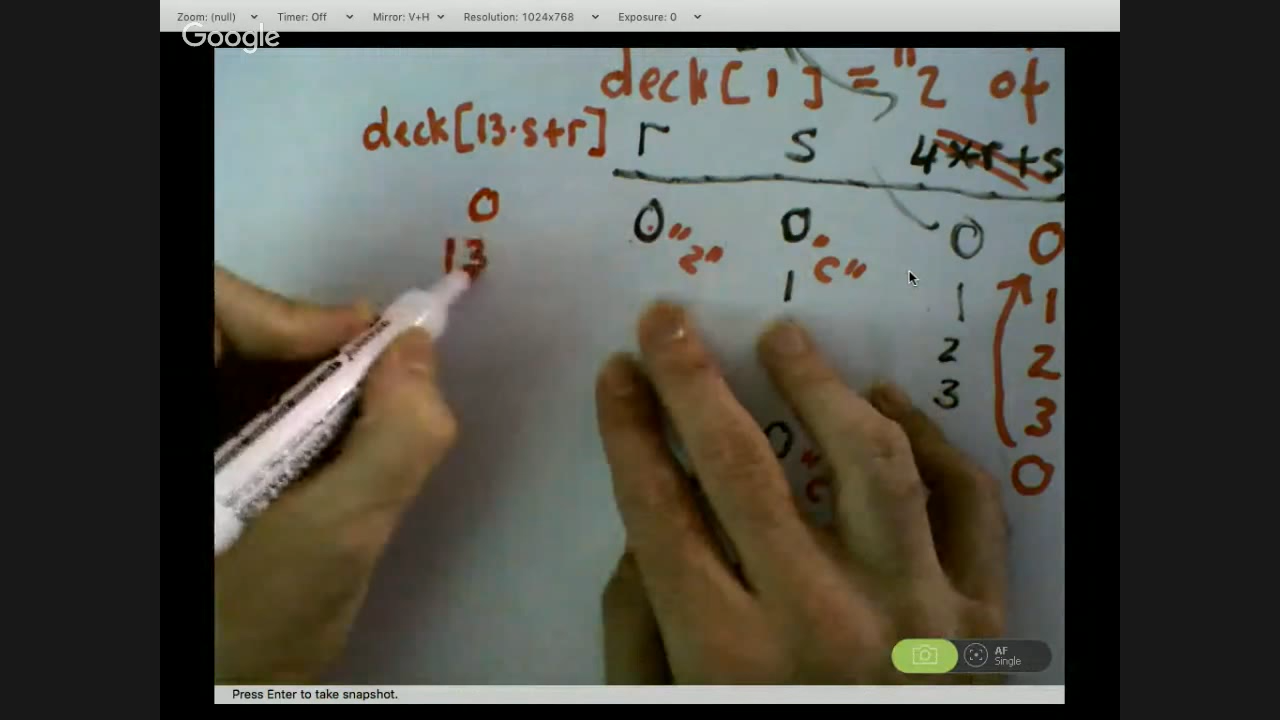 Zoom: (null) Timer: Off Mirror: V+H Resolution: 1024x768 Exposure: 0
Google
deck[1] = "2 of
deck[13·s+r] r s 4*r+s
0 0 "2" 0 "C" 0 0
13 1 1 1
2 2
3 3
0 "C 0
AF
Single
Press Enter to take snapshot.